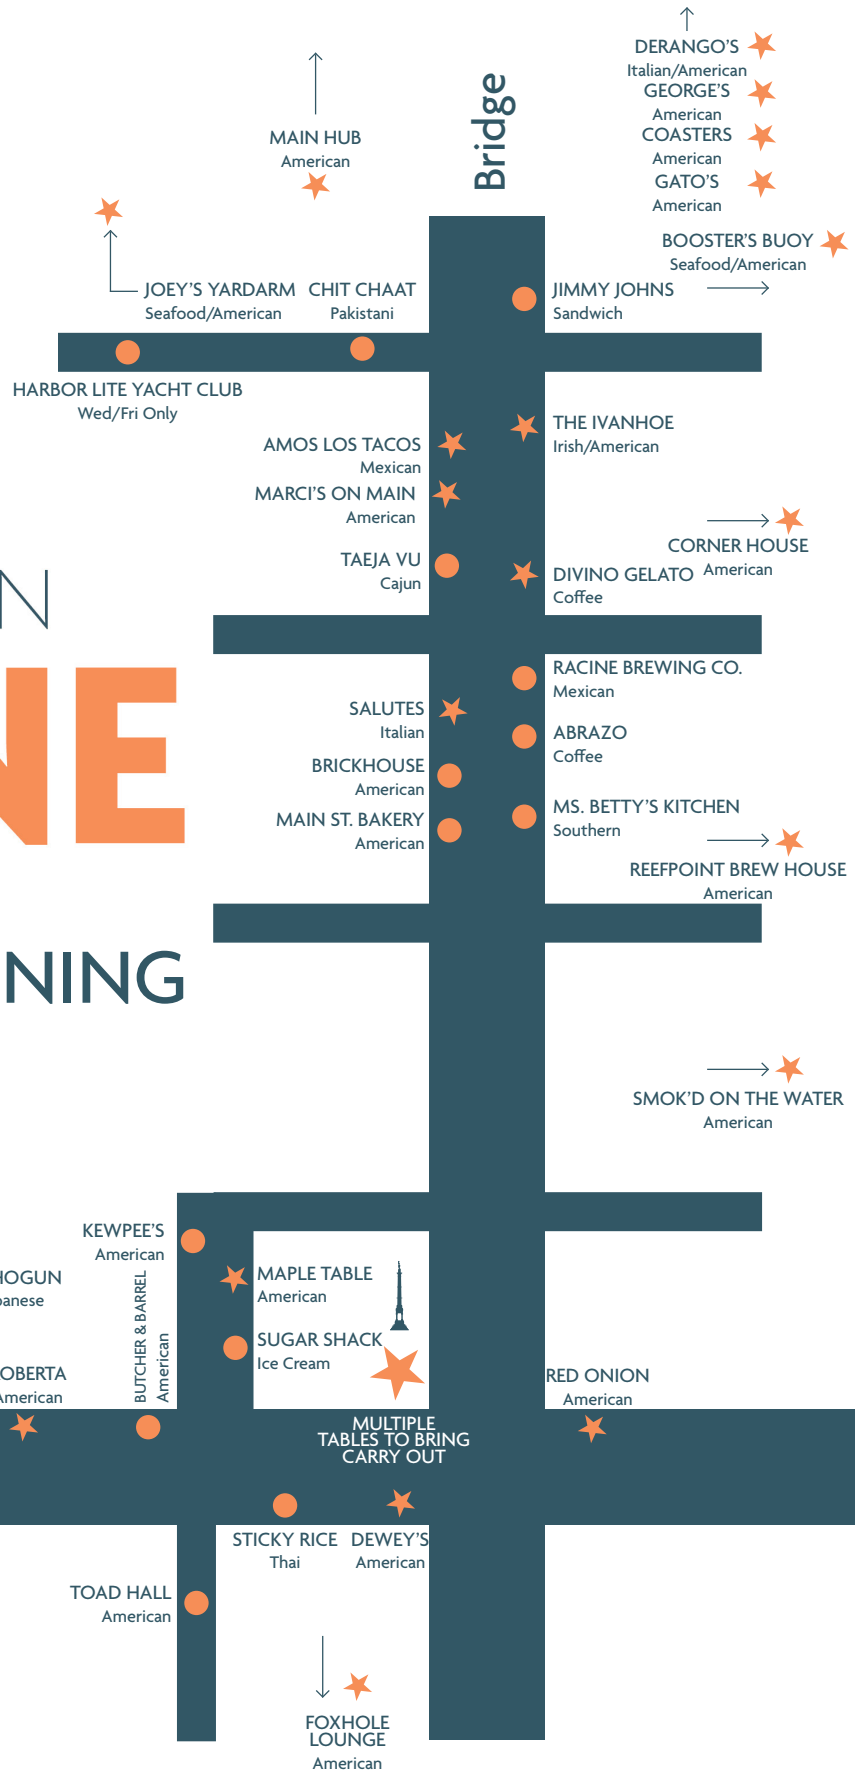 DERANGO'S
Italian/American
GEORGE'S
American
COASTERS
American
GATO'S
American
BOOSTER'S BUOY
Seafood/American
Bridge
MAIN HUB
American
JOEY'S YARDARM
Seafood/American
CHIT CHAAT
Pakistani
JIMMY JOHNS
Sandwich
HARBOR LITE YACHT CLUB
Wed/Fri Only
AMOS LOS TACOS
Mexican
THE IVANHOE
Irish/American
MARCI'S ON MAIN
American
CORNER HOUSE
American
TAEJA VU
Cajun
DIVINO GELATO
Coffee
N
NE
NING
RACINE BREWING CO.
Mexican
SALUTES
Italian
ABRAZO
Coffee
BRICKHOUSE
American
MAIN ST. BAKERY
American
MS. BETTY'S KITCHEN
Southern
REEFPOINT BREW HOUSE
American
SMOK'D ON THE WATER
American
KEWPEE'S
American
HOGUN
panese
MAPLE TABLE
American
BUTCHER & BARREL
American
SUGAR SHACK
Ice Cream
OBERTA
American
RED ONION
American
MULTIPLE
TABLES TO BRING
CARRY OUT
STICKY RICE
Thai
DEWEY'S
American
TOAD HALL
American
FOXHOLE
LOUNGE
American